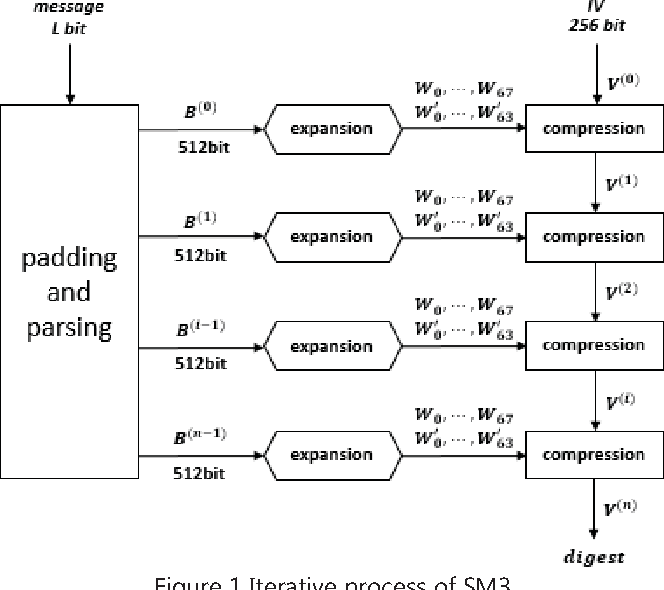 message
L bit
IV
256 bit
V⁽⁰⁾
W₀, ⋯ , W₆₇
B⁽⁰⁾
W′₀, ⋯ , W′₆₃
expansion
compression
512bit
V⁽¹⁾
W₀, ⋯ , W₆₇
B⁽¹⁾
W′₀, ⋯ , W′₆₃
expansion
compression
512bit
padding
and
parsing
V⁽²⁾
W₀, ⋯ , W₆₇
B⁽ⁱ⁻¹⁾
W′₀, ⋯ , W′₆₃
expansion
compression
512bit
V⁽ⁱ⁾
W₀, ⋯ , W₆₇
B⁽ⁿ⁻¹⁾
W′₀, ⋯ , W′₆₃
expansion
compression
512bit
V⁽ⁿ⁾
digest
Figure 1 Iterative process of SM3